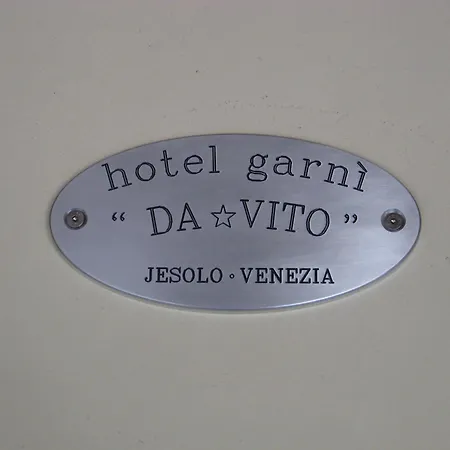 hotel garnì
“ DA☆VITO ”
JESOLO · VENEZIA